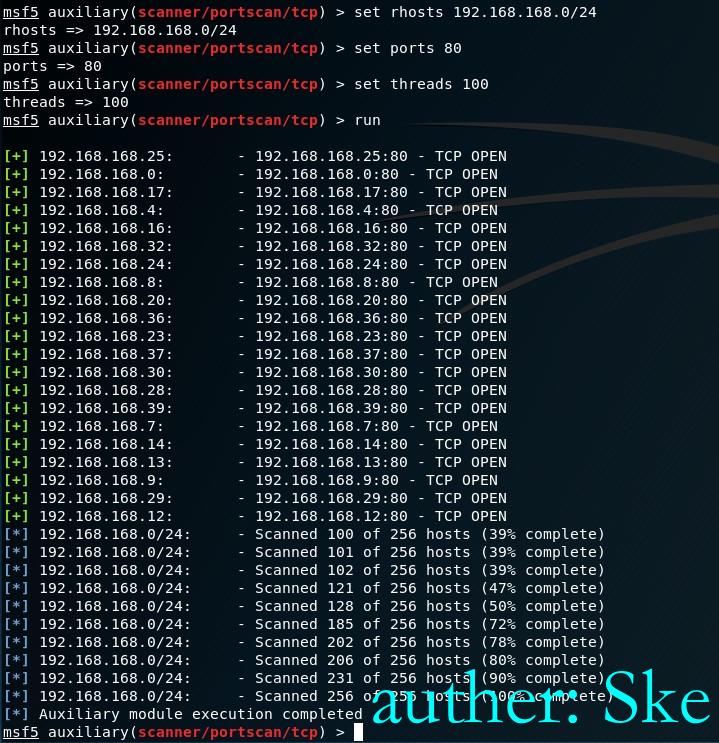 msf5 auxiliary(scanner/portscan/tcp) > set rhosts 192.168.168.0/24
rhosts => 192.168.168.0/24
msf5 auxiliary(scanner/portscan/tcp) > set ports 80
ports => 80
msf5 auxiliary(scanner/portscan/tcp) > set threads 100
threads => 100
msf5 auxiliary(scanner/portscan/tcp) > run
[+] 192.168.168.25: - 192.168.168.25:80 - TCP OPEN
[+] 192.168.168.0: - 192.168.168.0:80 - TCP OPEN
[+] 192.168.168.17: - 192.168.168.17:80 - TCP OPEN
[+] 192.168.168.4: - 192.168.168.4:80 - TCP OPEN
[+] 192.168.168.16: - 192.168.168.16:80 - TCP OPEN
[+] 192.168.168.32: - 192.168.168.32:80 - TCP OPEN
[+] 192.168.168.24: - 192.168.168.24:80 - TCP OPEN
[+] 192.168.168.8: - 192.168.168.8:80 - TCP OPEN
[+] 192.168.168.20: - 192.168.168.20:80 - TCP OPEN
[+] 192.168.168.36: - 192.168.168.36:80 - TCP OPEN
[+] 192.168.168.23: - 192.168.168.23:80 - TCP OPEN
[+] 192.168.168.37: - 192.168.168.37:80 - TCP OPEN
[+] 192.168.168.30: - 192.168.168.30:80 - TCP OPEN
[+] 192.168.168.28: - 192.168.168.28:80 - TCP OPEN
[+] 192.168.168.39: - 192.168.168.39:80 - TCP OPEN
[+] 192.168.168.7: - 192.168.168.7:80 - TCP OPEN
[+] 192.168.168.14: - 192.168.168.14:80 - TCP OPEN
[+] 192.168.168.13: - 192.168.168.13:80 - TCP OPEN
[+] 192.168.168.9: - 192.168.168.9:80 - TCP OPEN
[+] 192.168.168.29: - 192.168.168.29:80 - TCP OPEN
[+] 192.168.168.12: - 192.168.168.12:80 - TCP OPEN
[*] 192.168.168.0/24: - Scanned 100 of 256 hosts (39% complete)
[*] 192.168.168.0/24: - Scanned 101 of 256 hosts (39% complete)
[*] 192.168.168.0/24: - Scanned 102 of 256 hosts (39% complete)
[*] 192.168.168.0/24: - Scanned 121 of 256 hosts (47% complete)
[*] 192.168.168.0/24: - Scanned 128 of 256 hosts (50% complete)
[*] 192.168.168.0/24: - Scanned 185 of 256 hosts (72% complete)
[*] 192.168.168.0/24: - Scanned 202 of 256 hosts (78% complete)
[*] 192.168.168.0/24: - Scanned 206 of 256 hosts (80% complete)
[*] 192.168.168.0/24: - Scanned 231 of 256 hosts (90% complete)
[*] 192.168.168.0/24: - Scanned 256 of 256 hosts (100% complete)
[*] Auxiliary module execution completed
auther: Ske
msf5 auxiliary(scanner/portscan/tcp) >